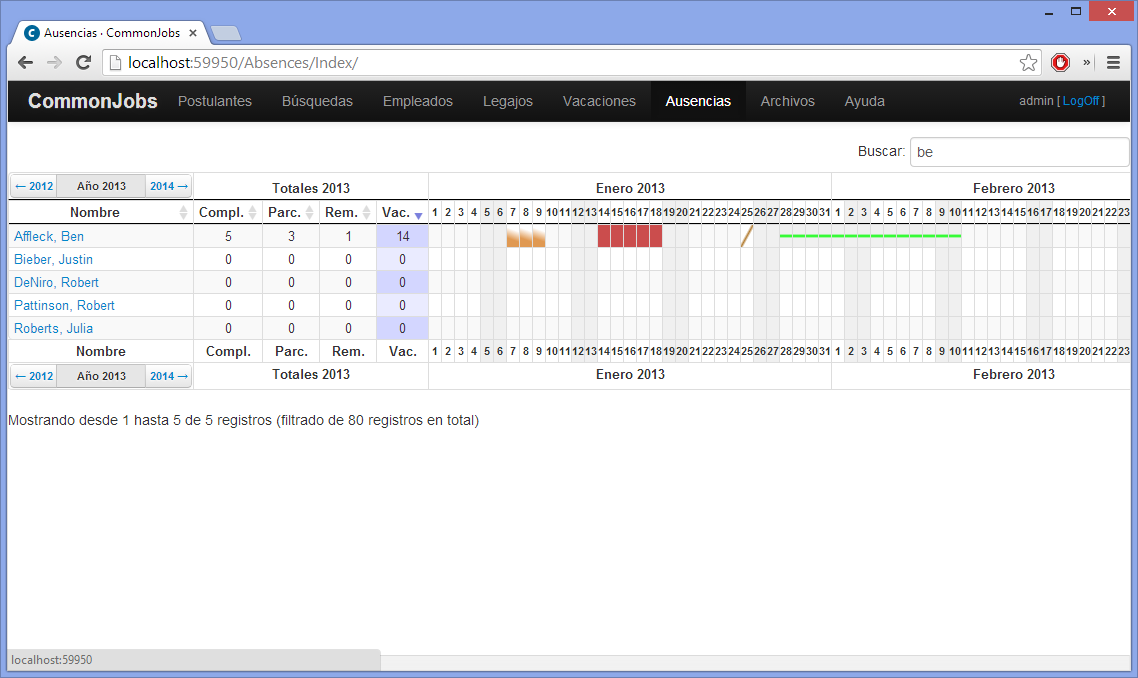 Ausencias · CommonJobs ×
localhost:59950/Absences/Index/ »
CommonJobs Postulantes Búsquedas Empleados Legajos Vacaciones Ausencias Archivos Ayuda admin [ LogOff ]
Buscar: be
← 2012 Año 2013 2014 → Totales 2013 Enero 2013 Febrero 2013
Nombre Compl. Parc. Rem. Vac. 1 2 3 4 5 6 7 8 9 10 11 12 13 14 15 16 17 18 19 20 21 22 23 24 25 26 27 28 29 30 31 1 2 3 4 5 6 7 8 9 10 11 12 13 14 15 16 17 18 19 20 21 22 23
Affleck, Ben 5 3 1 14
Bieber, Justin 0 0 0 0
DeNiro, Robert 0 0 0 0
Pattinson, Robert 0 0 0 0
Roberts, Julia 0 0 0 0
Nombre Compl. Parc. Rem. Vac. 1 2 3 4 5 6 7 8 9 10 11 12 13 14 15 16 17 18 19 20 21 22 23 24 25 26 27 28 29 30 31 1 2 3 4 5 6 7 8 9 10 11 12 13 14 15 16 17 18 19 20 21 22 23
← 2012 Año 2013 2014 → Totales 2013 Enero 2013 Febrero 2013
Mostrando desde 1 hasta 5 de 5 registros (filtrado de 80 registros en total)
localhost:59950